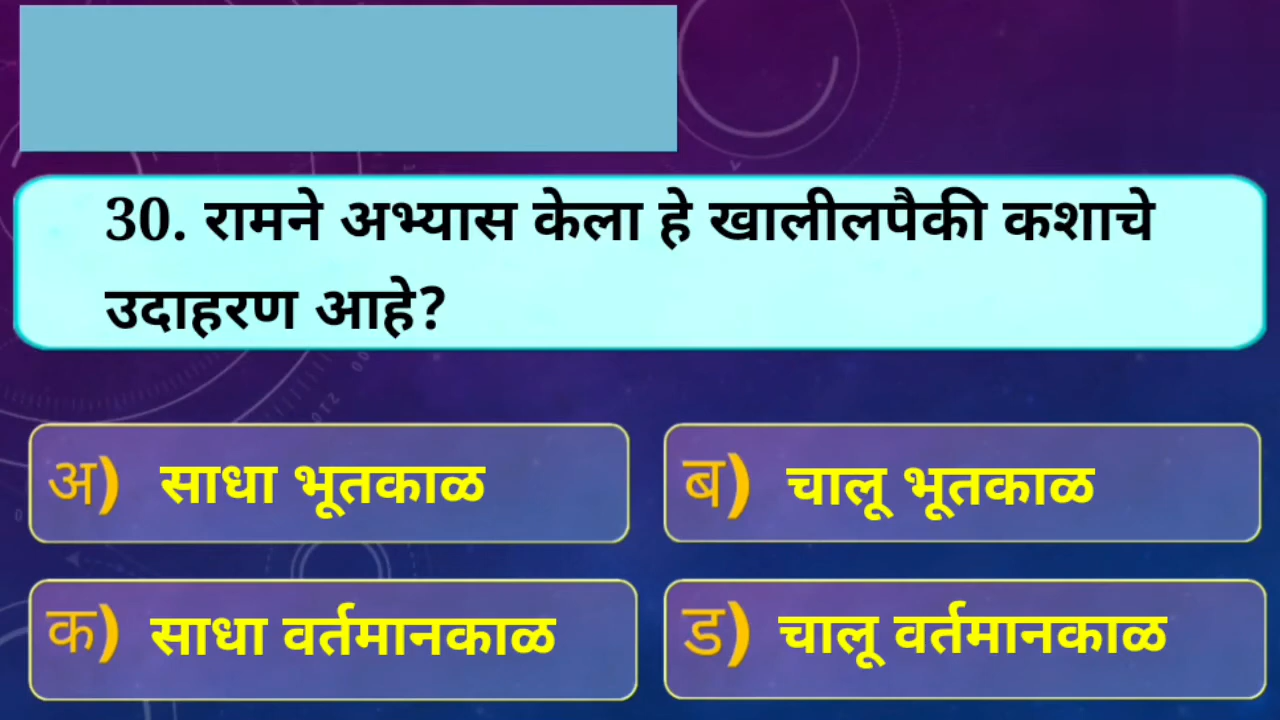 30. रामने अभ्यास केला हे खालीलपैकी कशाचे
उदाहरण आहे?
अ) साधा भूतकाळ
ब) चालू भूतकाळ
क) साधा वर्तमानकाळ
ड) चालू वर्तमानकाळ